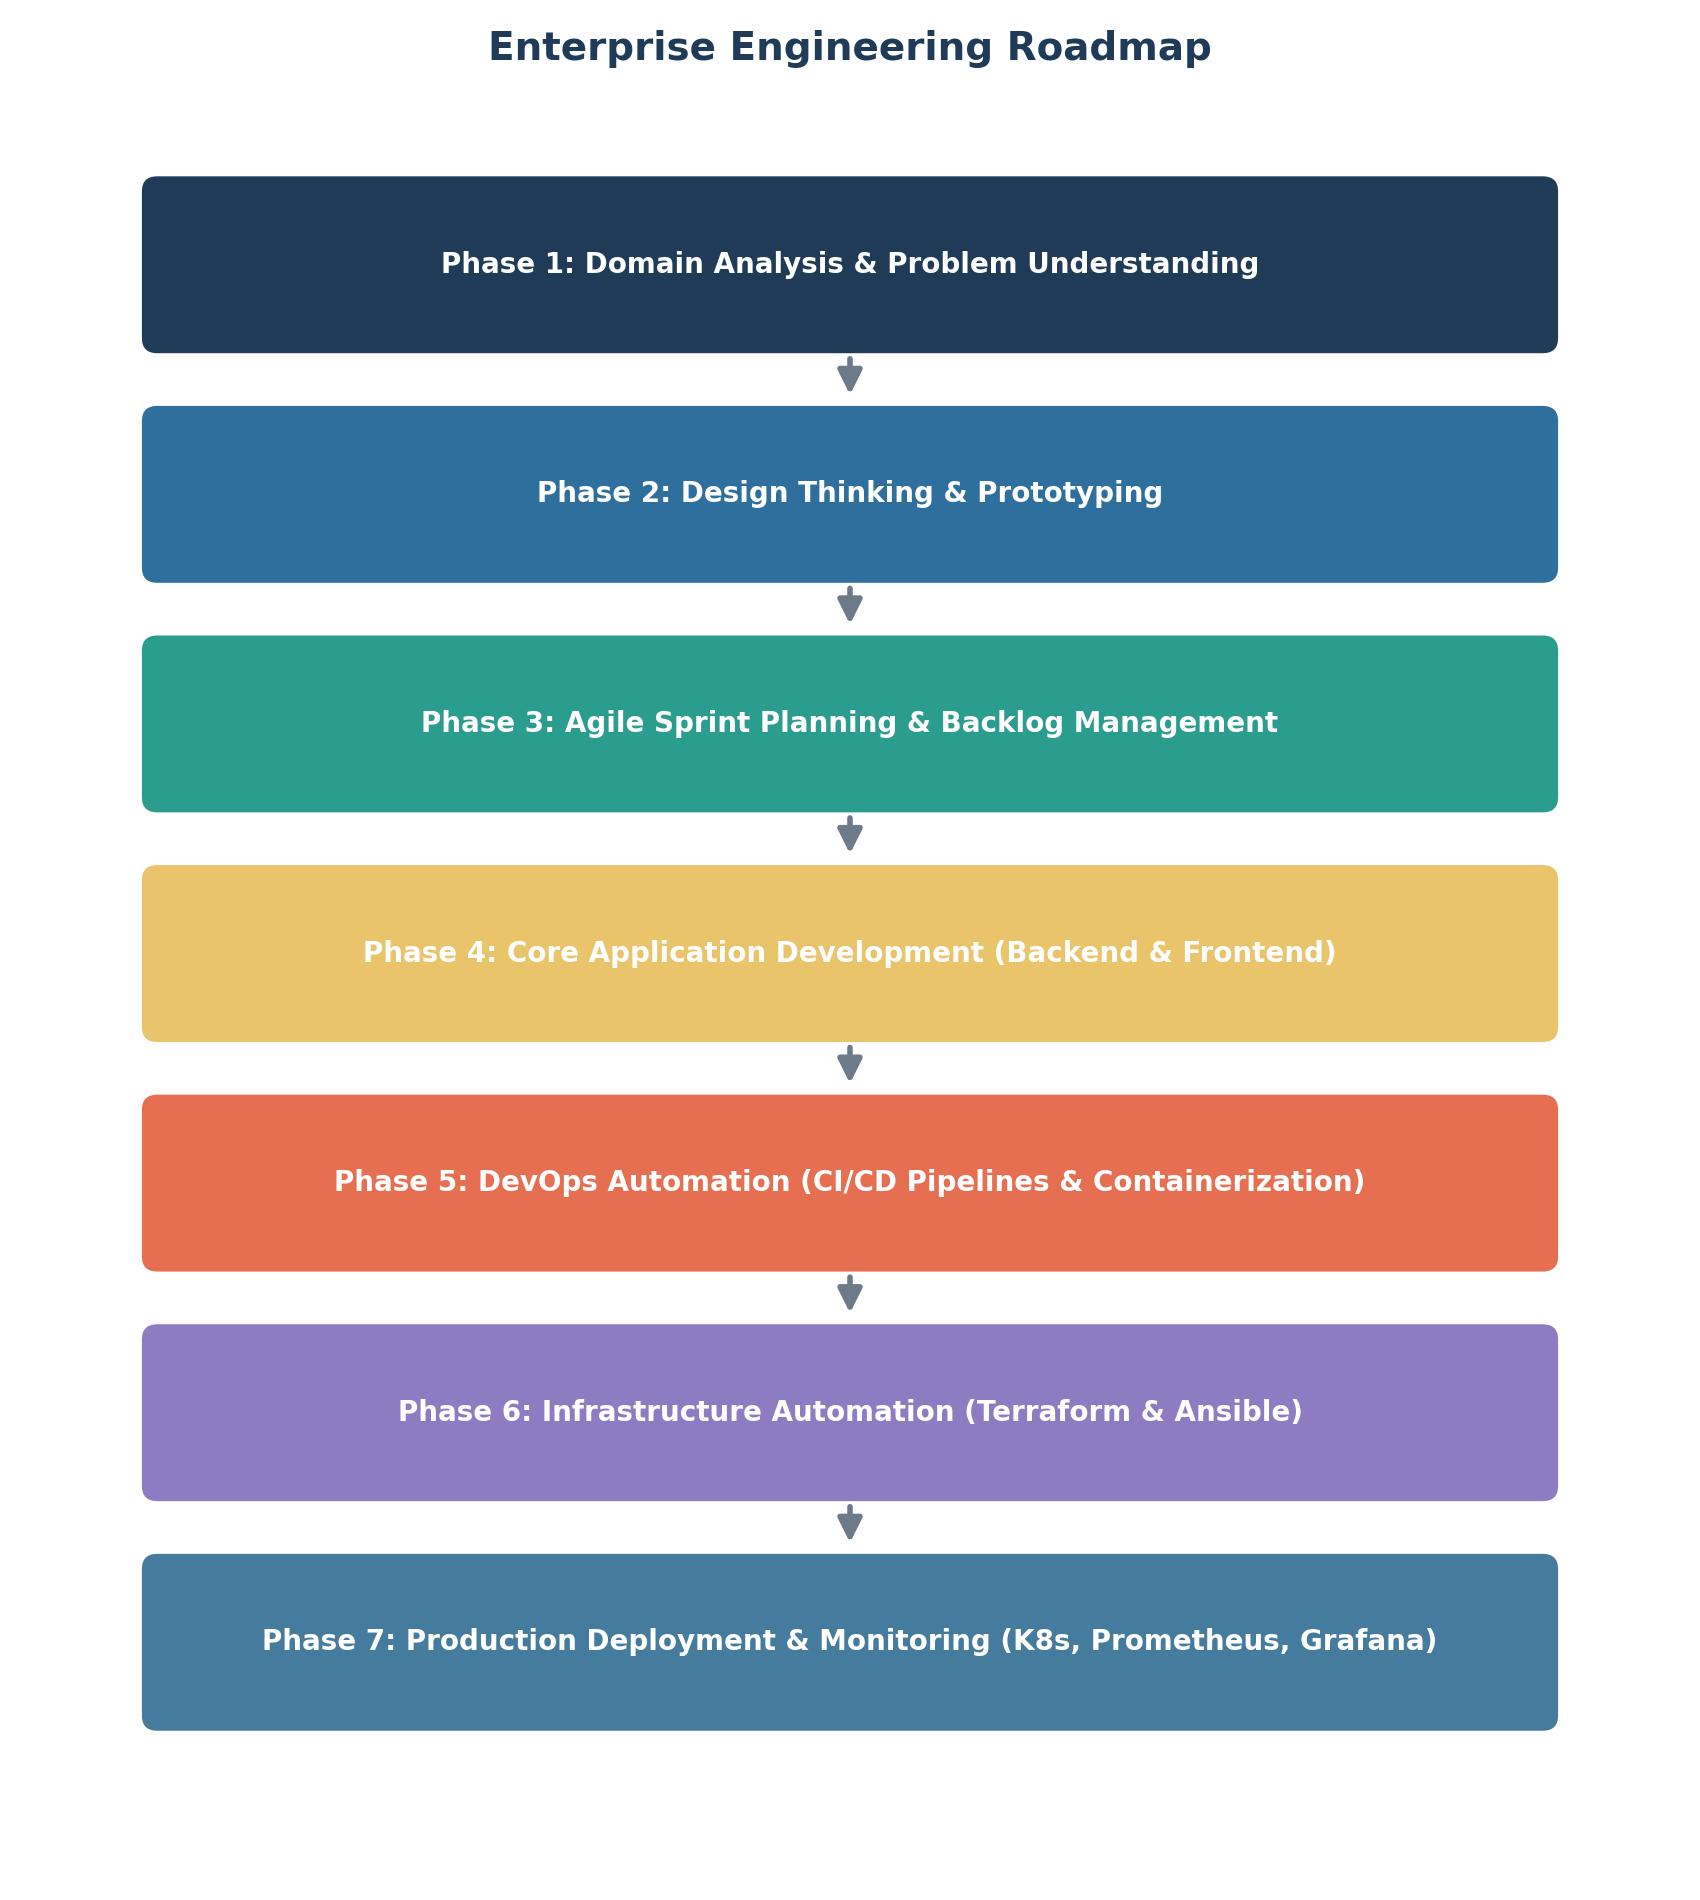 Enterprise Engineering Roadmap
Phase 1: Domain Analysis & Problem Understanding
Phase 2: Design Thinking & Prototyping
Phase 3: Agile Sprint Planning & Backlog Management
Phase 4: Core Application Development (Backend & Frontend)
Phase 5: DevOps Automation (CI/CD Pipelines & Containerization)
Phase 6: Infrastructure Automation (Terraform & Ansible)
Phase 7: Production Deployment & Monitoring (K8s, Prometheus, Grafana)